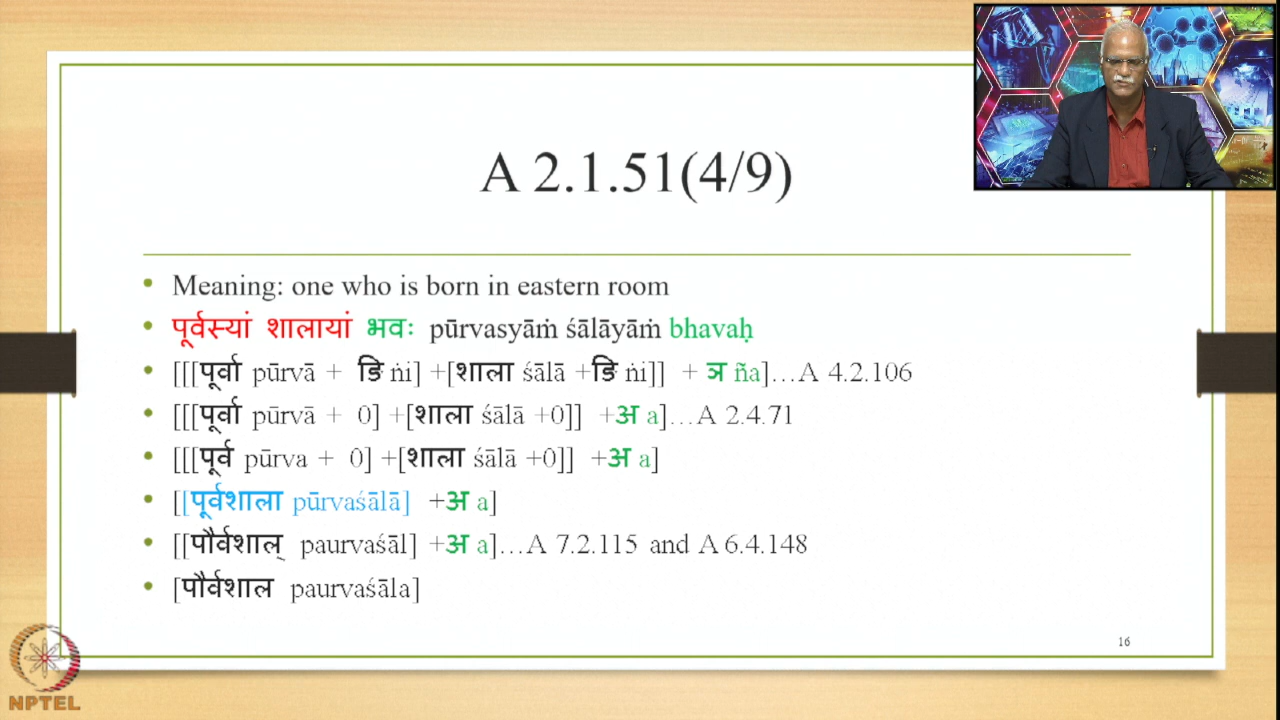 A 2.1.51(4/9)
• Meaning: one who is born in eastern room
• पूर्वस्यां शालायां भवः pūrvasyāṁ śālāyāṁ bhavaḥ
• [[[पूर्वा pūrvā + ङि ṅi] +[शाला śālā +ङि ṅi]] + ञ ña]…A 4.2.106
• [[[पूर्वा pūrvā + 0] +[शाला śālā +0]] +अ a]…A 2.4.71
• [[[पूर्व pūrva + 0] +[शाला śālā +0]] +अ a]
• [[पूर्वशाला pūrvaśālā] +अ a]
• [[पौर्वशाल् paurvaśāl] +अ a]…A 7.2.115 and A 6.4.148
• [पौर्वशाल paurvaśāla]
16
NPTEL